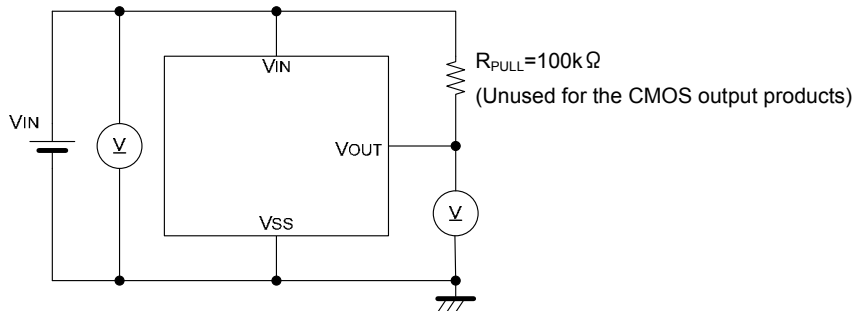 VIN
RPULL=100kΩ
(Unused for the CMOS output products)
VIN
V
VOUT
V
VSS